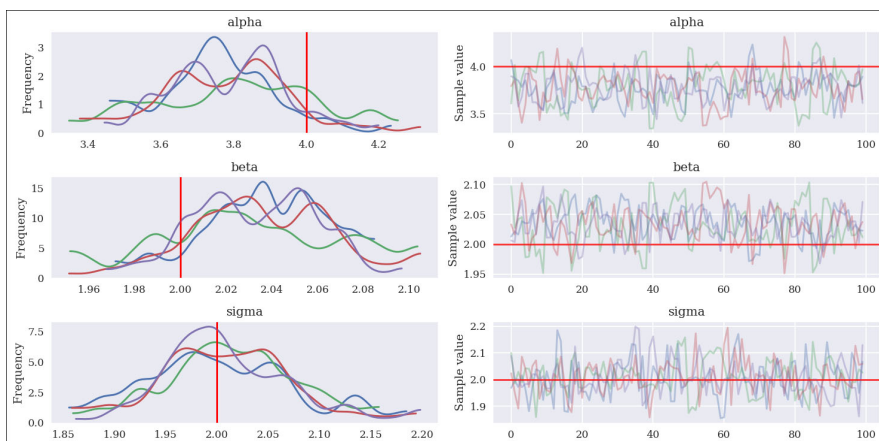 alpha
Frequency
3
2
1
0
3.4 3.6 3.8 4.0 4.2
alpha
Sample value
4.0
3.5
0 20 40 60 80 100
beta
Frequency
15
10
5
0
1.96 1.98 2.00 2.02 2.04 2.06 2.08 2.10
beta
Sample value
2.10
2.05
2.00
1.95
0 20 40 60 80 100
sigma
Frequency
7.5
5.0
2.5
0.0
1.85 1.90 1.95 2.00 2.05 2.10 2.15 2.20
sigma
Sample value
2.2
2.1
2.0
1.9
0 20 40 60 80 100